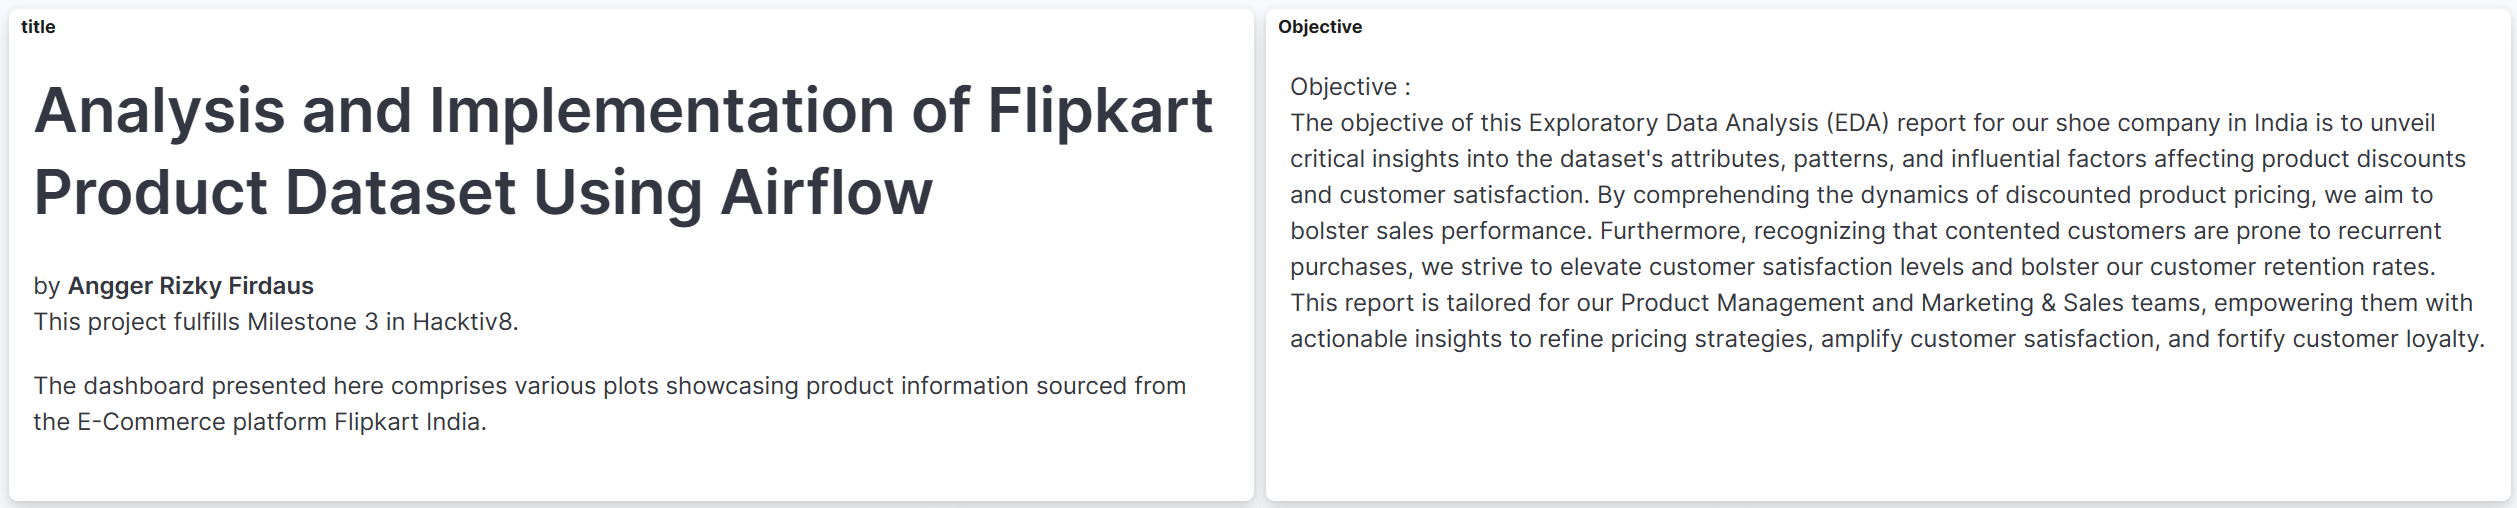 title
Analysis and Implementation of Flipkart
Product Dataset Using Airflow
by Angger Rizky Firdaus
This project fulfills Milestone 3 in Hacktiv8.
The dashboard presented here comprises various plots showcasing product information sourced from
the E-Commerce platform Flipkart India.
Objective
Objective :
The objective of this Exploratory Data Analysis (EDA) report for our shoe company in India is to unveil
critical insights into the dataset's attributes, patterns, and influential factors affecting product discounts
and customer satisfaction. By comprehending the dynamics of discounted product pricing, we aim to
bolster sales performance. Furthermore, recognizing that contented customers are prone to recurrent
purchases, we strive to elevate customer satisfaction levels and bolster our customer retention rates.
This report is tailored for our Product Management and Marketing & Sales teams, empowering them with
actionable insights to refine pricing strategies, amplify customer satisfaction, and fortify customer loyalty.